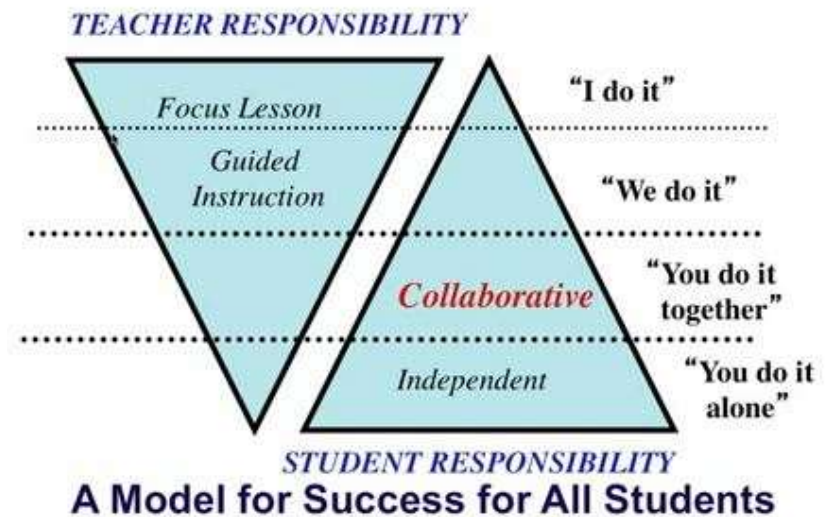 TEACHER RESPONSIBILITY
Focus Lesson
“I do it”
Guided
Instruction
“We do it”
Collaborative
“You do it
together”
Independent
“You do it
alone”
STUDENT RESPONSIBILITY
A Model for Success for All Students